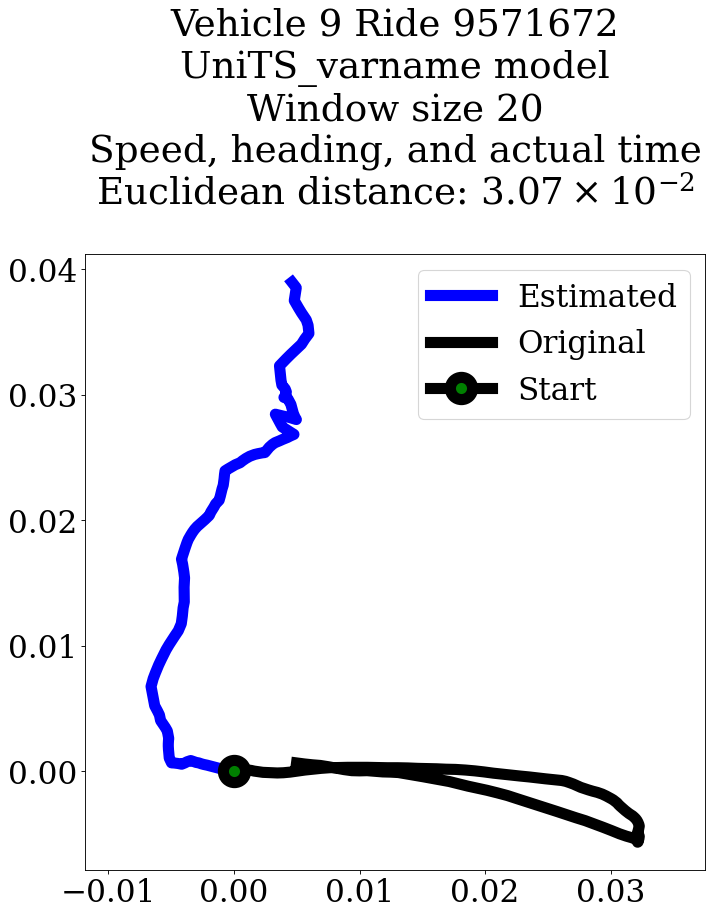 Vehicle 9 Ride 9571672
UniTS_varname model
Window size 20
Speed, heading, and actual time
Euclidean distance: 3.07 × 10⁻²
Estimated
Original
Start
0.04
0.03
0.02
0.01
0.00
−0.01 0.00 0.01 0.02 0.03